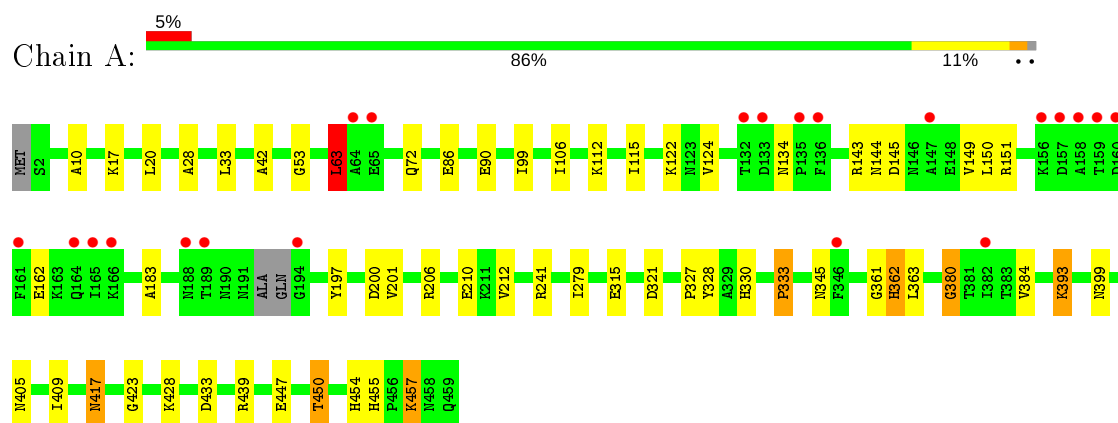 5%
Chain A:
86% 11% • •
MET S2 A10 K17 L20 A28 L33 A42 G53 L63 A64 E65 Q72 E86 E90 I99 I106 K112 I115 K122 N123 V124 T132 D133 N134 P135 F136 R143 N144 D145 N146 A147 E148 V149 L150 R151 K156 D157 A158 T159 D160
F161 E162 K163 Q164 I165 K166 A183 N188 T189 N190 N191 ALA GLN G194 Y197 D200 V201 R206 E210 K211 V212 R241 I279 E315 D321 P327 Y328 A329 H330 P333 N345 F346 G361 H362 L363 G380 T381 I382 T383 V384 K393 N399
N405 I409 N417 G423 K428 D433 R439 E447 T450 H454 H455 P456 K457 N458 Q459